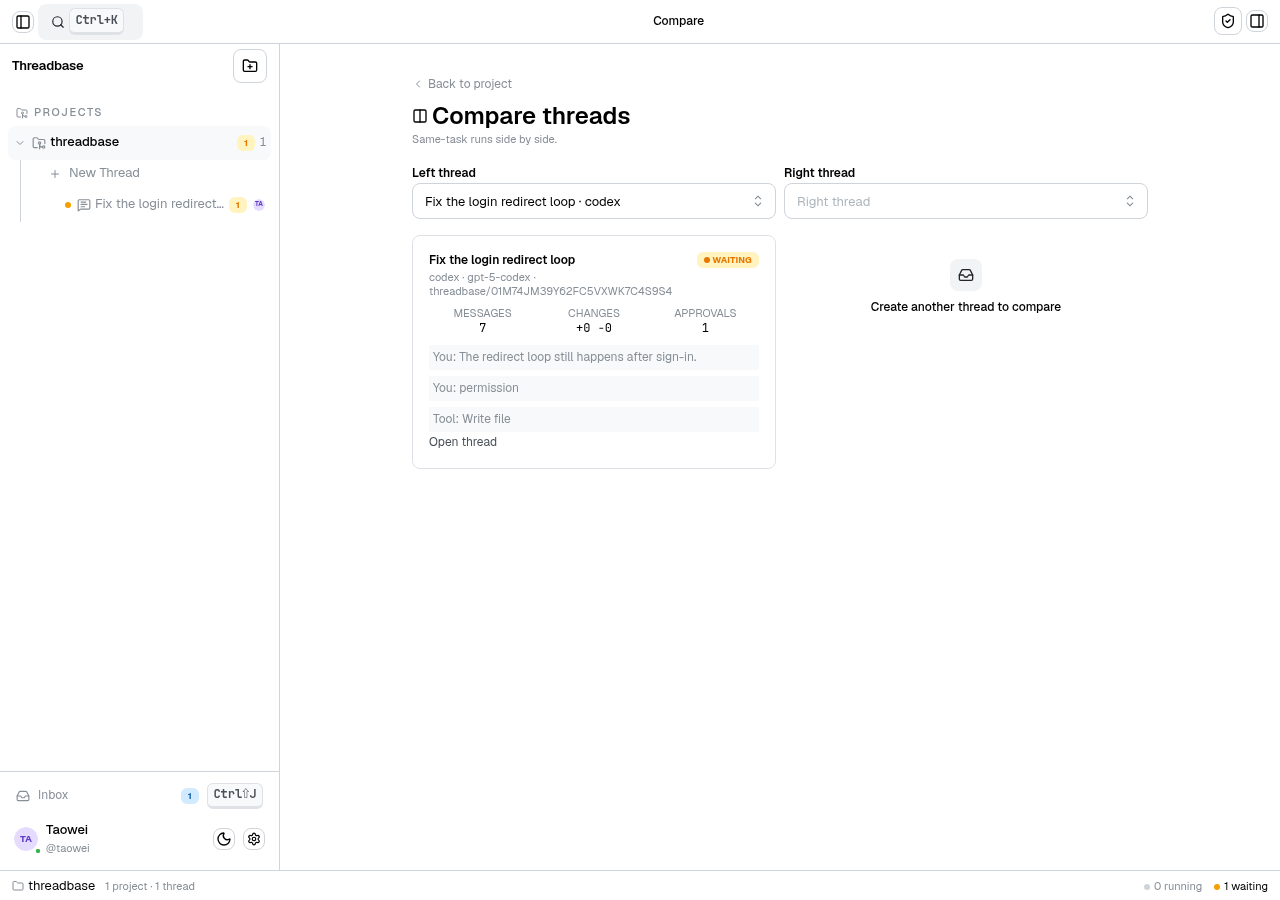 Ctrl+K
Compare
Threadbase
PROJECTS
threadbase
1
1
New Thread
Fix the login redirect…
1
TA
Back to project
Compare threads
Same-task runs side by side.
Left thread
Right thread
Fix the login redirect loop · codex
Right thread
Fix the login redirect loop
WAITING
codex · gpt-5-codex ·
threadbase/01M74JM39Y62FC5VXWK7C4S9S4
MESSAGES
CHANGES
APPROVALS
7
+0 -0
1
You: The redirect loop still happens after sign-in.
You: permission
Tool: Write file
Open thread
Create another thread to compare
Inbox
1
Ctrl⇧J
TA
Taowei
@taowei
threadbase
1 project · 1 thread
0 running
1 waiting